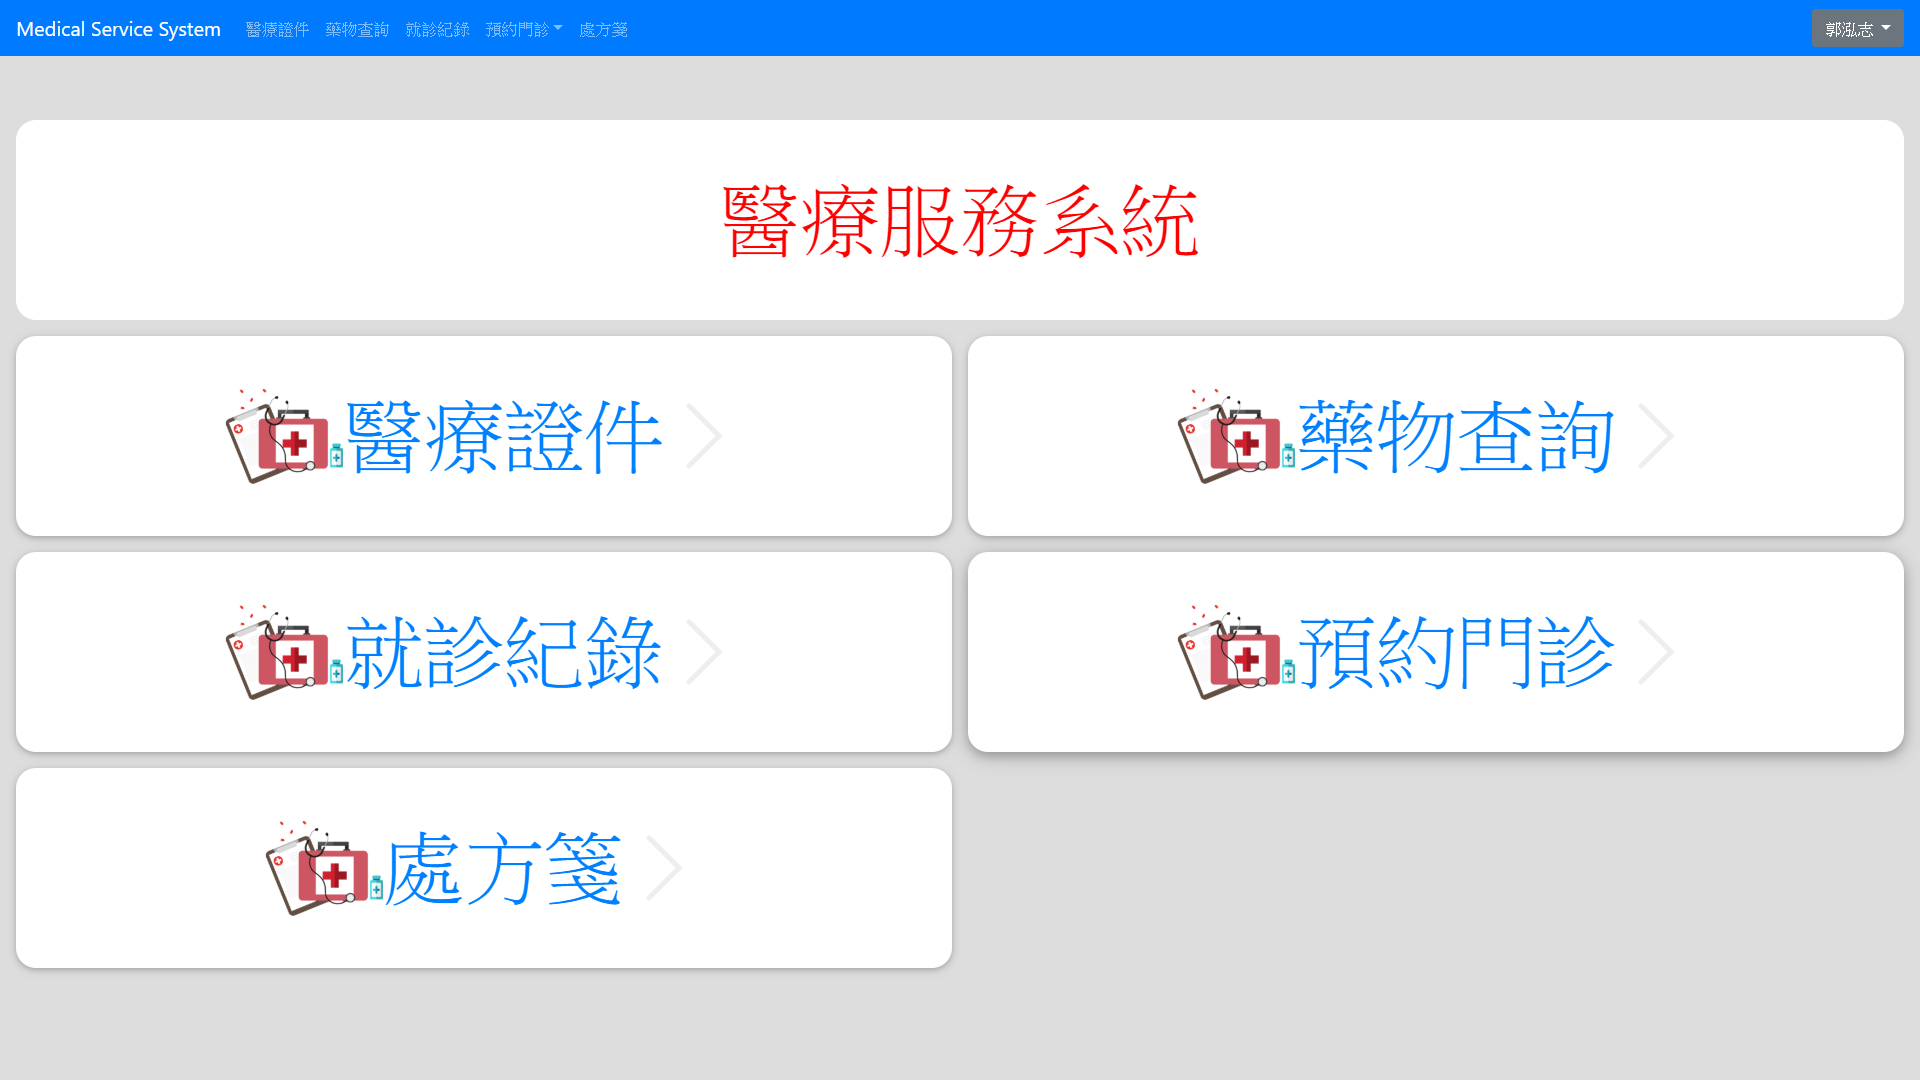 Medical Service System 醫療證件 藥物查詢 就診紀錄 預約門診 處方箋 郭泓志
醫療服務系統
醫療證件
藥物查詢
就診紀錄
預約門診
處方箋